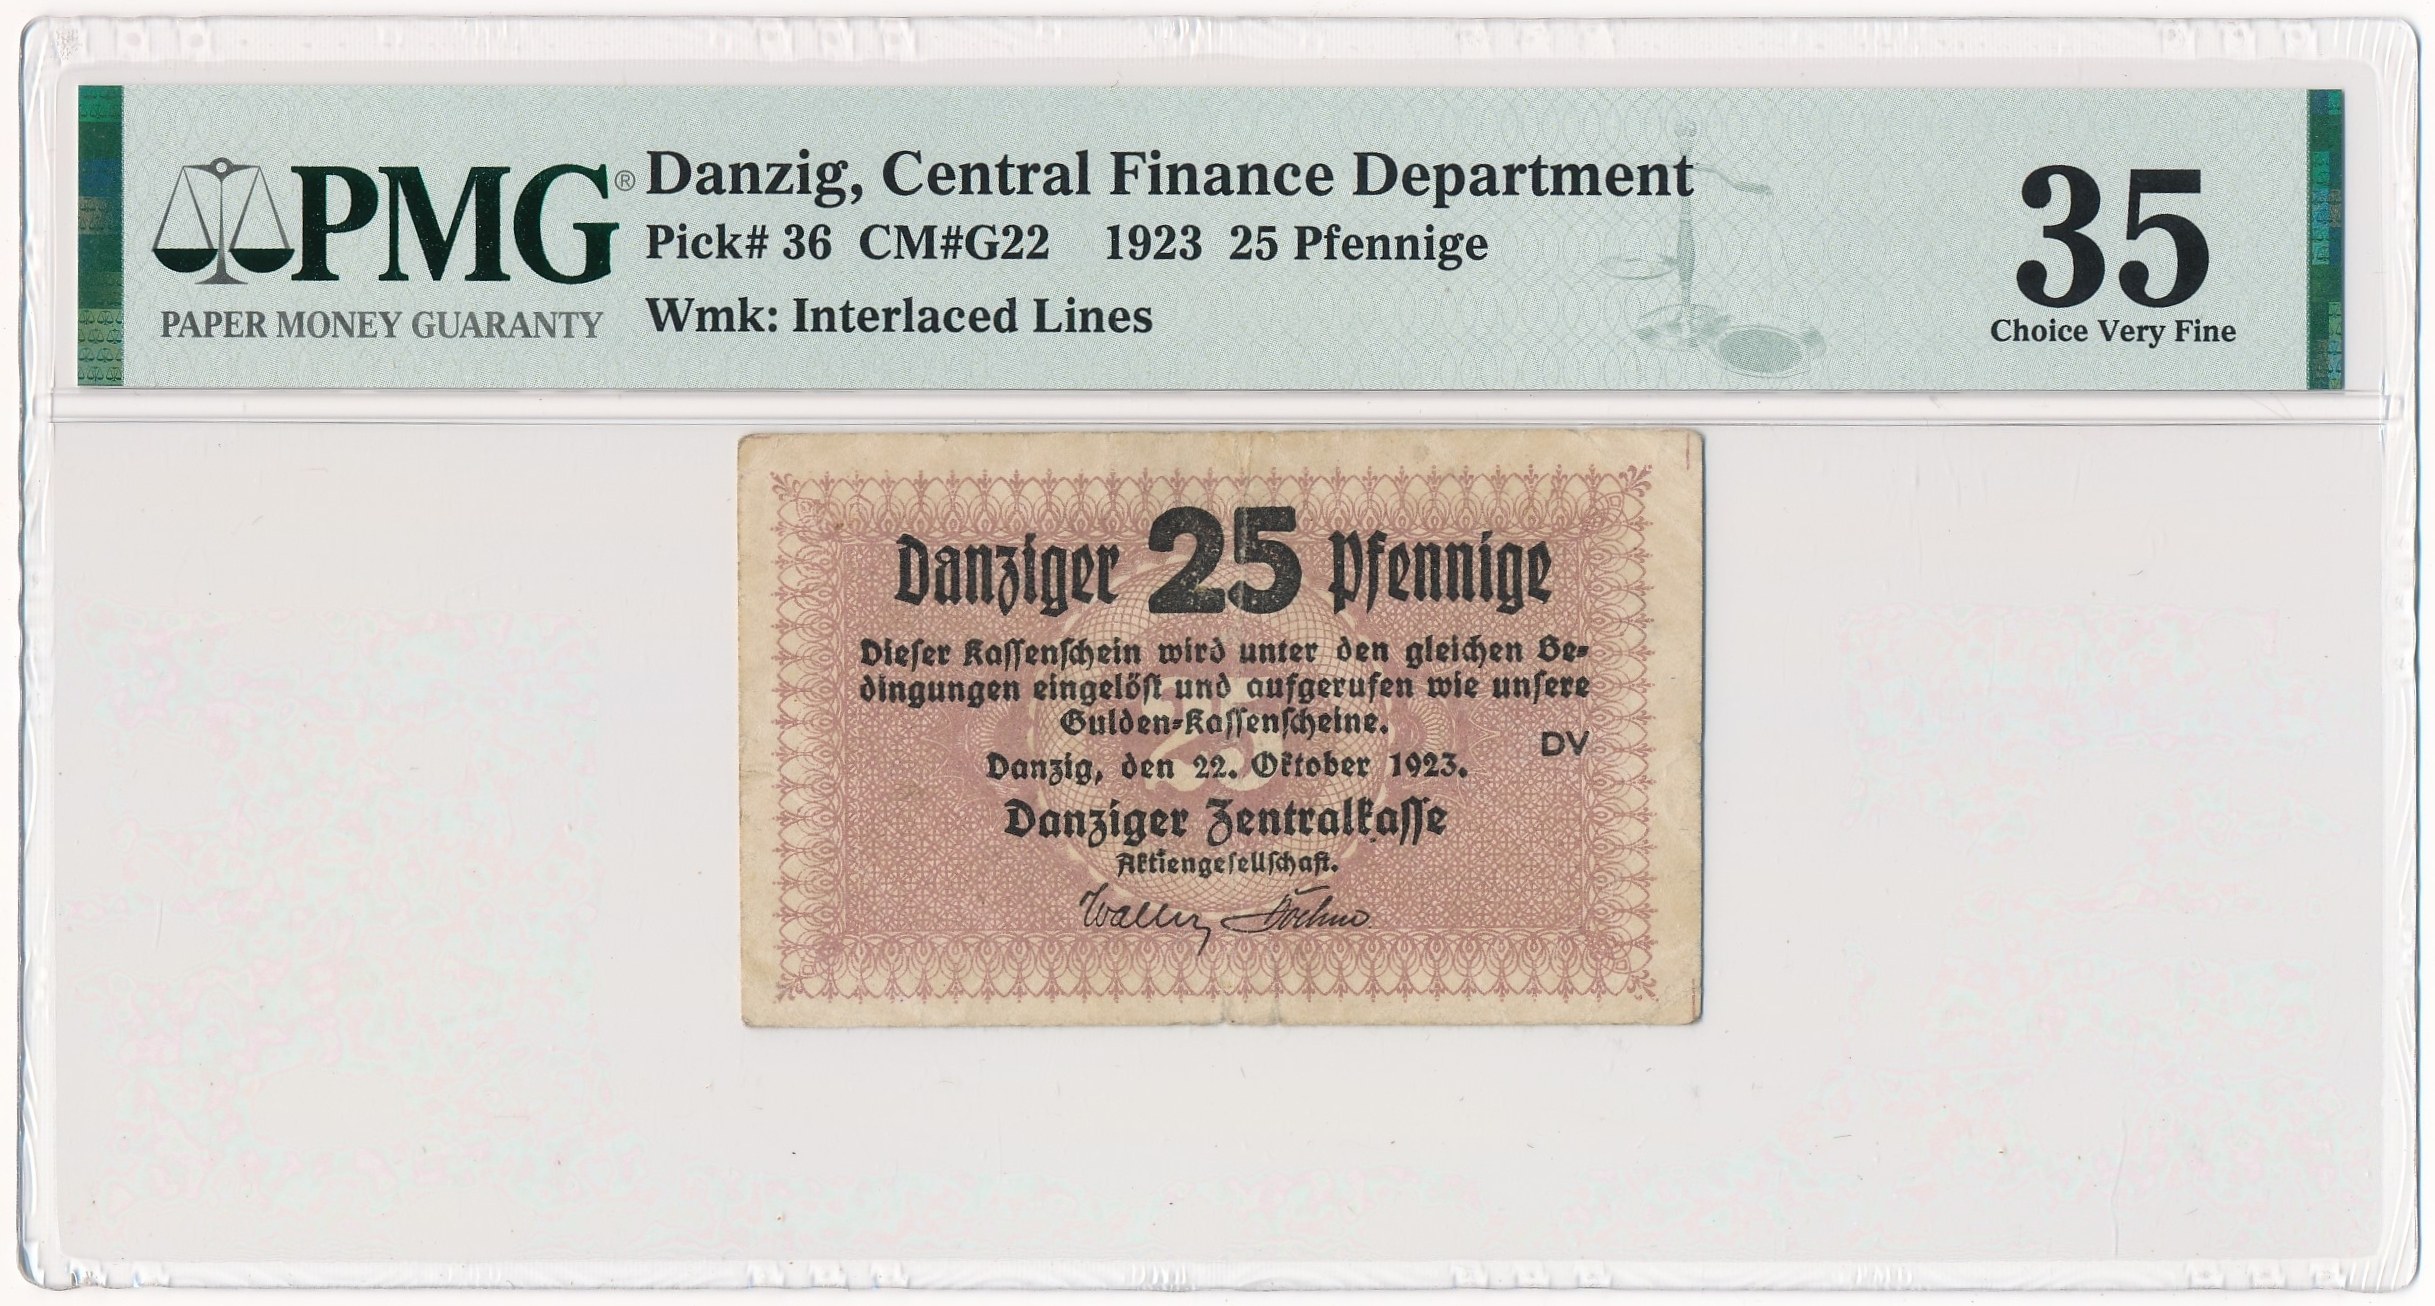 PMG®
PAPER MONEY GUARANTY
Danzig, Central Finance Department
Pick# 36 CM#G22 1923 25 Pfennige
Wmk: Interlaced Lines
35
Choice Very Fine
Danziger 25 Pfennige
Dieſer Kaſſenſchein wird unter den gleichen Be-
dingungen eingelöſt und aufgerufen wie unſere
Gulden-Kaſſenſcheine.
DV
Danzig, den 22. Oktober 1923.
Danziger Zentralkaſſe
Aktiengeſellſchaft.
25